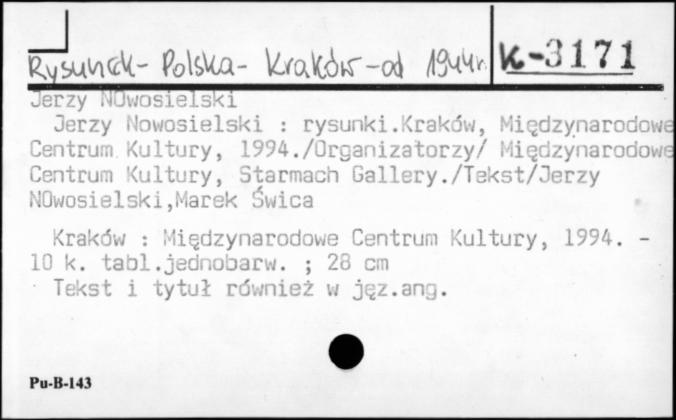 Rysunek - Polska - Kraków - od 1944r.
K-3171
Jerzy NOwosielski
Jerzy Nowosielski : rysunki.Kraków, Międzynarodowe
Centrum Kultury, 1994./Organizatorzy/ Międzynarodowe
Centrum Kultury, Starmach Gallery./Tekst/Jerzy
NOwosielski,Marek Świca
Kraków : Międzynarodowe Centrum Kultury, 1994. -
10 k. tabl.jednobarw. ; 28 cm
Tekst i tytuł również w jęz.ang.
Pu-B-143